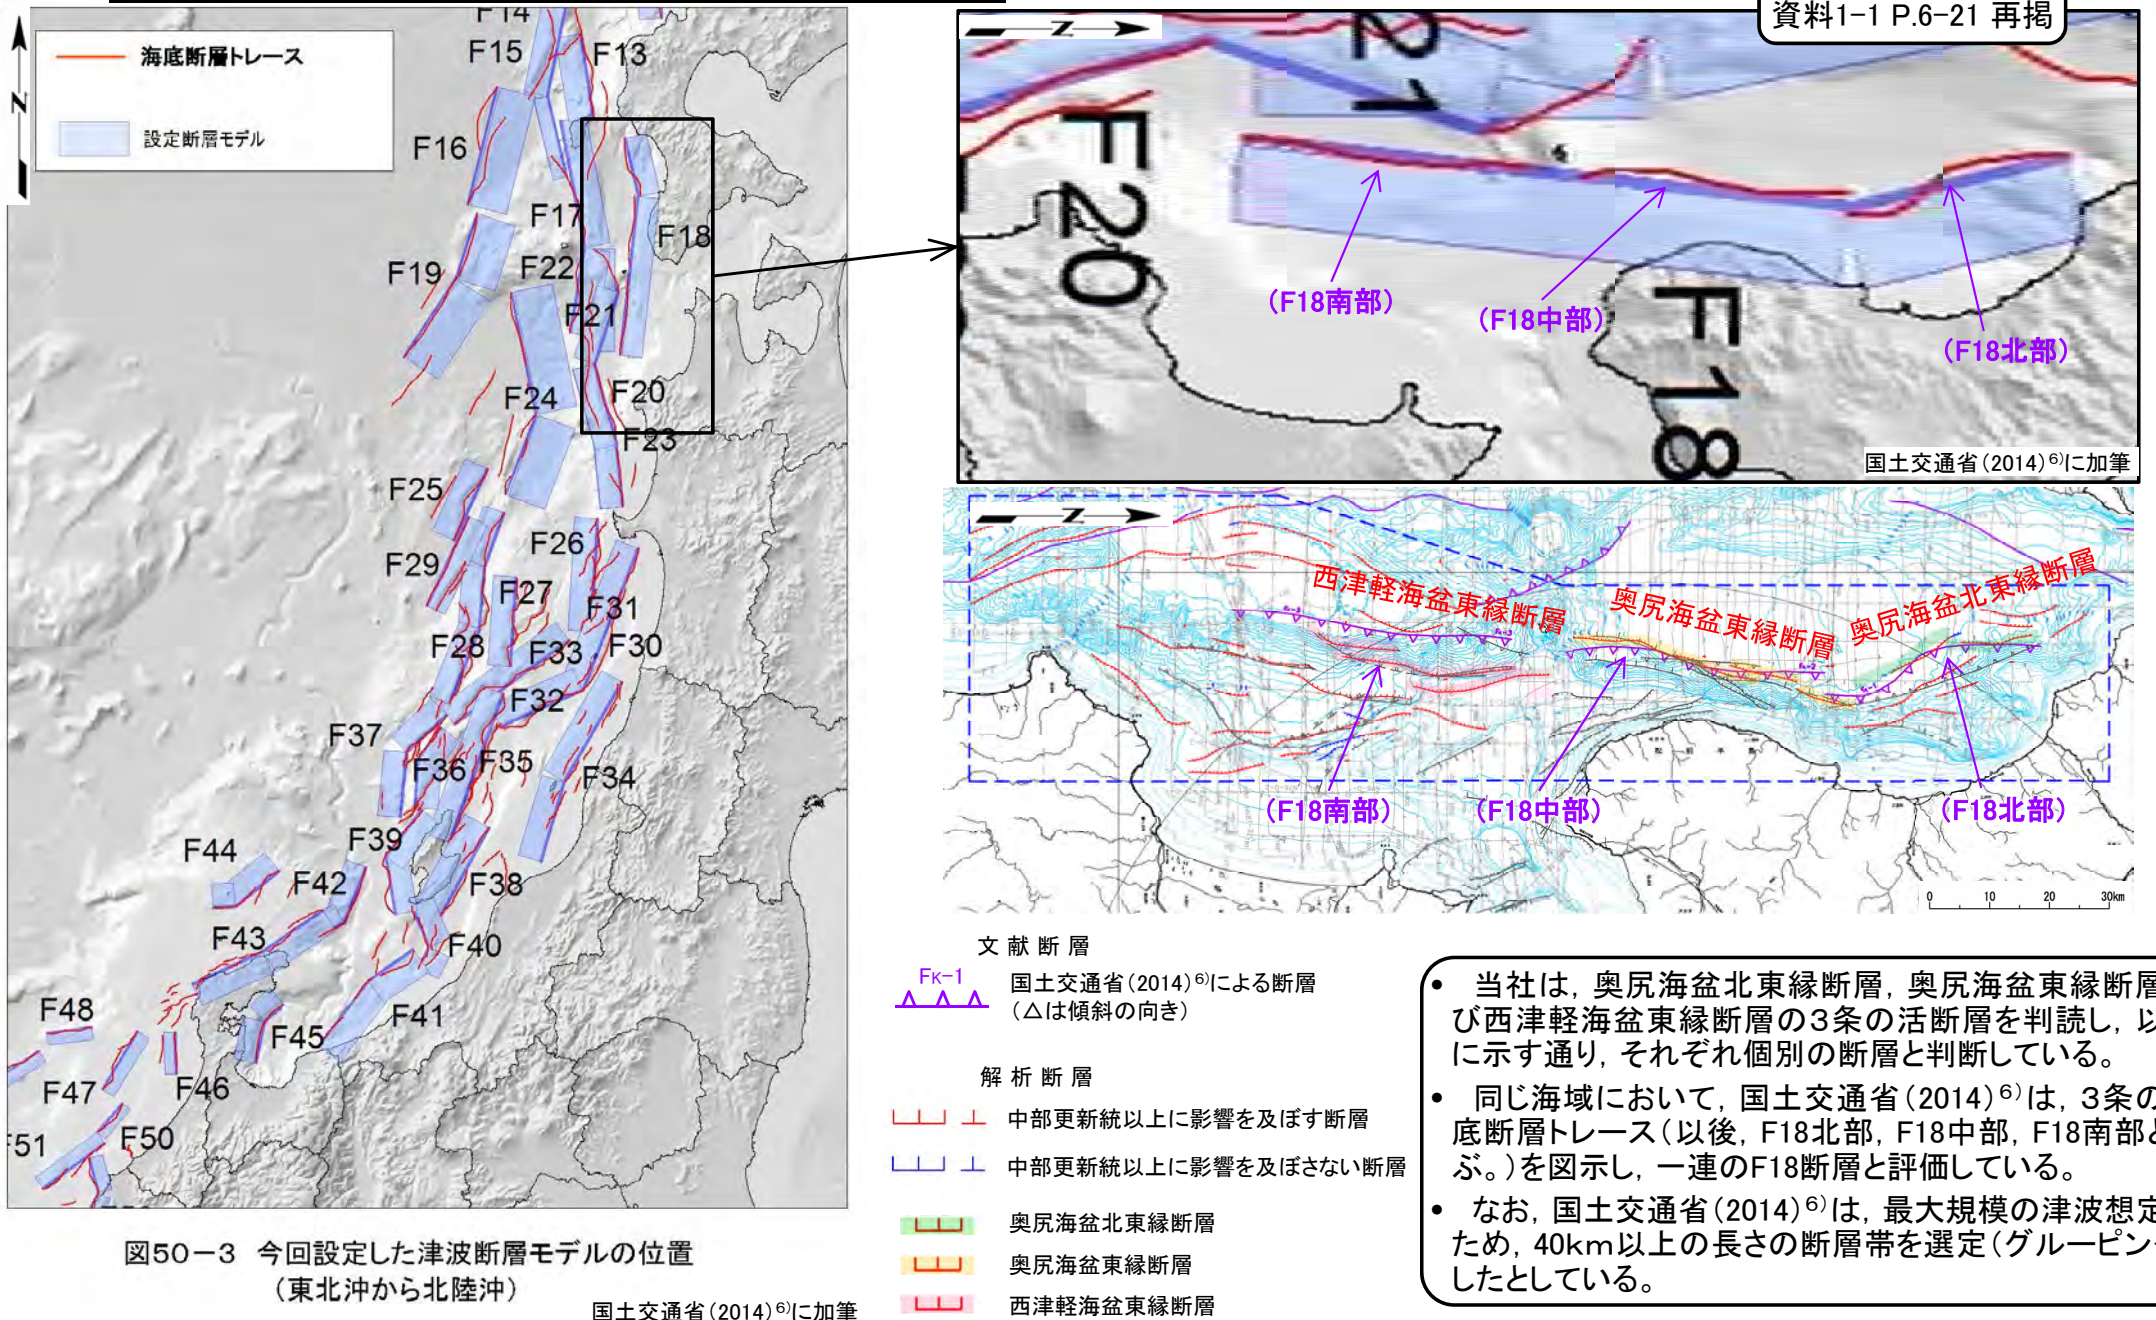 資料1-1 P.6-21 再掲
N
海底断層トレース
設定断層モデル
F14
F15
F13
F16
F17
F18
F19
F22
F21
F24
F20
F23
F25
F26
F29
F27
F31
F28
F33
F30
F32
F37
F36
F35
F34
F39
F44
F42
F38
F43
F40
F48
F45
F41
F47
F46
F51
F50
図50-3 今回設定した津波断層モデルの位置
(東北沖から北陸沖)
国土交通省(2014)6)に加筆
N
21
F20
F18
(F18南部)
(F18中部)
(F18北部)
国土交通省(2014)6)に加筆
N
西津軽海盆東縁断層
奥尻海盆東縁断層
奥尻海盆北東縁断層
(F18南部)
(F18中部)
(F18北部)
0 10 20 30km
文献断層
FK-1
国土交通省(2014)6)による断層
(△は傾斜の向き)
解析断層
中部更新統以上に影響を及ぼす断層
中部更新統以上に影響を及ぼさない断層
奥尻海盆北東縁断層
奥尻海盆東縁断層
西津軽海盆東縁断層
• 当社は,奥尻海盆北東縁断層,奥尻海盆東縁断層
び西津軽海盆東縁断層の3条の活断層を判読し,以
に示す通り,それぞれ個別の断層と判断している。
• 同じ海域において,国土交通省(2014)6)は,3条の
底断層トレース(以後,F18北部,F18中部,F18南部と
ぶ。)を図示し,一連のF18断層と評価している。
• なお,国土交通省(2014)6)は,最大規模の津波想定
ため,40km以上の長さの断層帯を選定(グルーピン
したとしている。